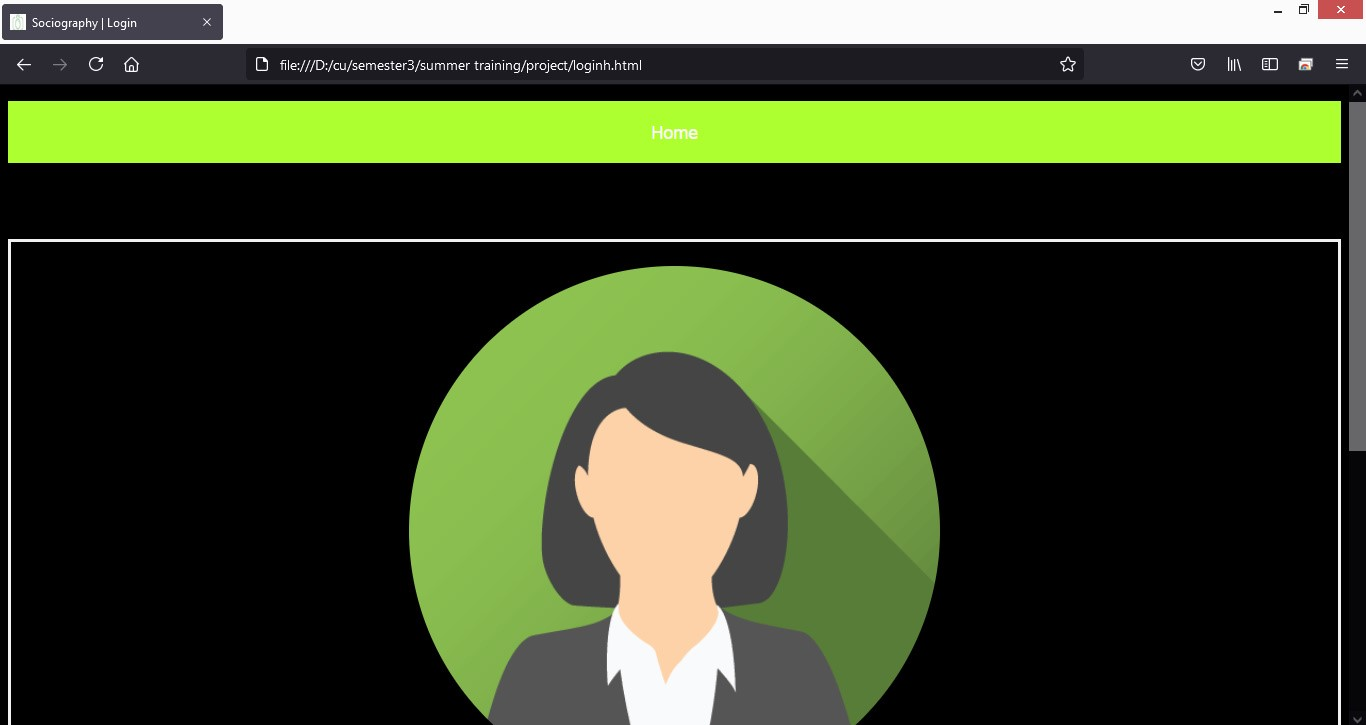 Sociography | Login
file:///D:/cu/semester3/summer training/project/loginh.html
Home